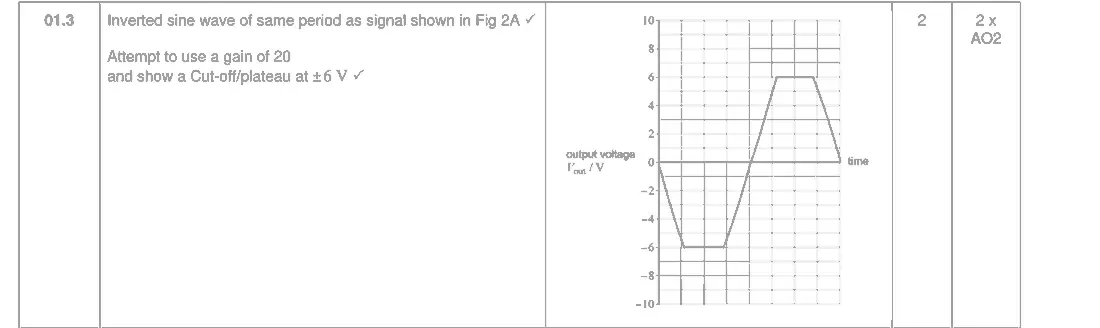 01.3
Inverted sine wave of same period as signal shown in Fig 2A ✓
Attempt to use a gain of 20
and show a Cut-off/plateau at ±6 V ✓
10
8
6
4
2
0
−2
−4
−6
−8
−10
output voltage
Vout / V
time
2
2 x
AO2